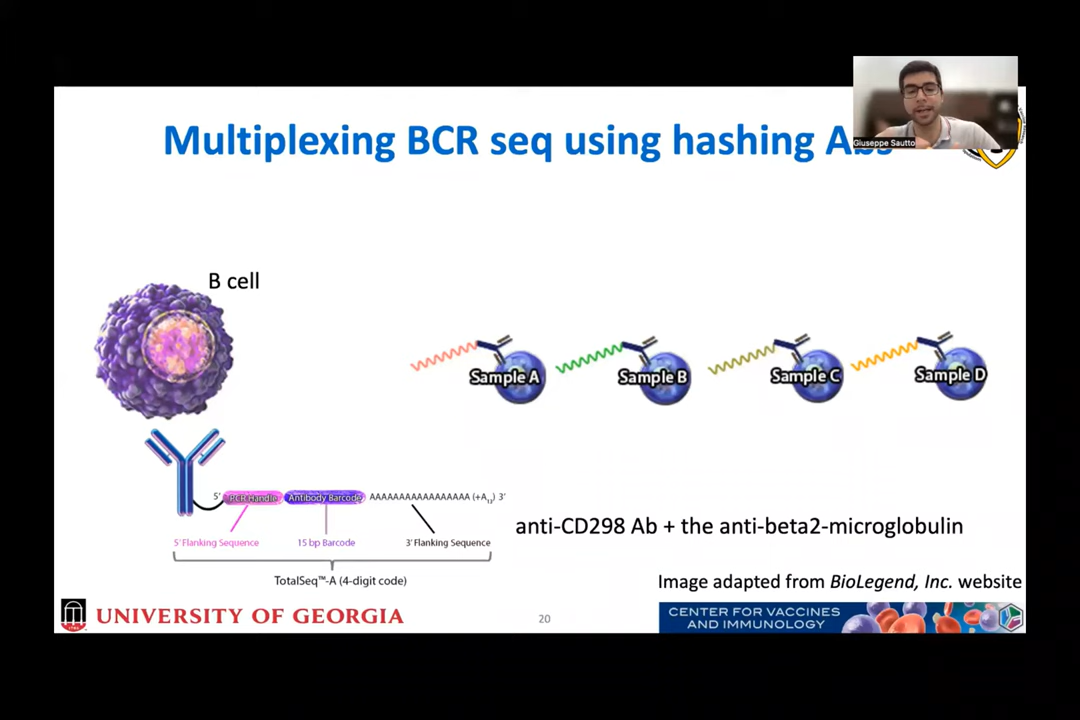 Multiplexing BCR seq using hashing Abs
Giuseppe Sautto
B cell
Sample A
Sample B
Sample C
Sample D
5' PCR Handle Antibody Barcode AAAAAAAAAAAAAAAAA (+A₁₃) 3'
5' Flanking Sequence
15 bp Barcode
3' Flanking Sequence
TotalSeq™-A (4-digit code)
anti-CD298 Ab + the anti-beta2-microglobulin
Image adapted from BioLegend, Inc. website
UNIVERSITY OF GEORGIA
20
CENTER FOR VACCINES
AND IMMUNOLOGY